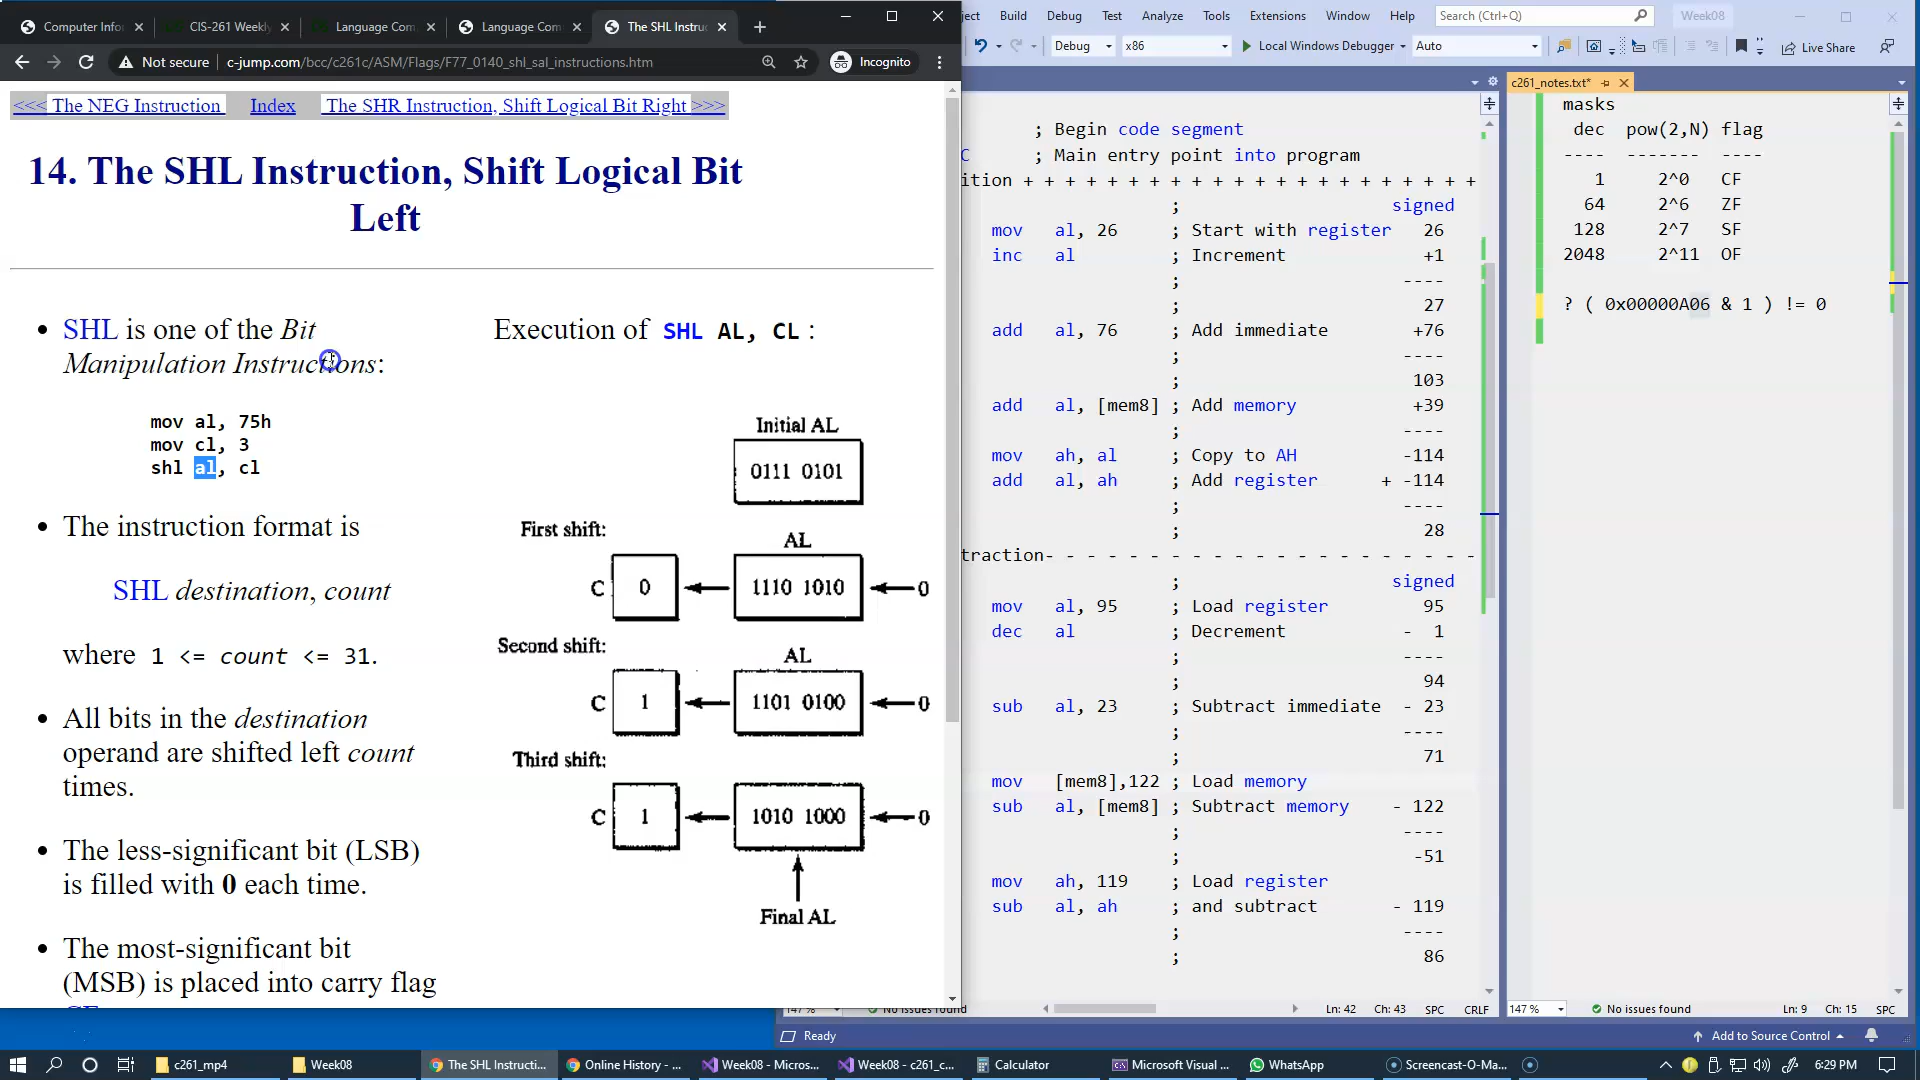 Computer Info
CIS-261 Weekly
Language Com
Language Com
The SHL Instru
Not secure
c-jump.com/bcc/c261c/ASM/Flags/F77_0140_shl_sal_instructions.htm
Incognito
<<< The NEG Instruction
Index
The SHR Instruction, Shift Logical Bit Right >>>
14. The SHL Instruction, Shift Logical Bit
Left
SHL is one of the Bit
Manipulation Instructions:
mov al, 75h
mov cl, 3
shl al, cl
The instruction format is
SHL destination, count
where 1 <= count <= 31.
All bits in the destination
operand are shifted left count
times.
The less-significant bit (LSB)
is filled with 0 each time.
The most-significant bit
(MSB) is placed into carry flag
Execution of SHL AL, CL :
Initial AL
0111 0101
First shift:
AL
C 0 1110 1010 0
Second shift:
AL
C 1 1101 0100 0
Third shift:
C 1 1010 1000 0
Final AL
ject Build Debug Test Analyze Tools Extensions Window Help Search (Ctrl+Q) Week08
Debug x86 Local Windows Debugger Auto Live Share
; Begin code segment
C ; Main entry point into program
ition + + + + + + + + + + + + + + + + + + + + + +
; signed
mov al, 26 ; Start with register 26
inc al ; Increment +1
; ----
; 27
add al, 76 ; Add immediate +76
; ----
; 103
add al, [mem8] ; Add memory +39
; ----
mov ah, al ; Copy to AH -114
add al, ah ; Add register + -114
; ----
; 28
traction- - - - - - - - - - - - - - - - - - - - -
; signed
mov al, 95 ; Load register 95
dec al ; Decrement - 1
; ----
; 94
sub al, 23 ; Subtract immediate - 23
; ----
; 71
mov [mem8],122 ; Load memory
sub al, [mem8] ; Subtract memory - 122
; ----
; -51
mov ah, 119 ; Load register
sub al, ah ; and subtract - 119
; ----
; 86
147 % No issues found Ln: 42 Ch: 43 SPC CRLF
c261_notes.txt*
masks
dec pow(2,N) flag
---- ------- ----
1 2^0 CF
64 2^6 ZF
128 2^7 SF
2048 2^11 OF
? ( 0x00000A06 & 1 ) != 0
147 % No issues found Ln: 9 Ch: 15 SPC
Ready
Add to Source Control
c261_mp4
Week08
The SHL Instructi...
Online History - ...
Week08 - Micros...
Week08 - c261_c...
Calculator
Microsoft Visual ...
WhatsApp
Screencast-O-Ma...
6:29 PM